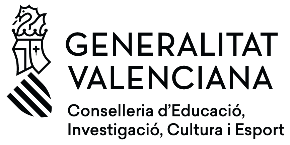 GENERALITAT
VALENCIANA
Conselleria d'Educació,
Investigació, Cultura i Esport